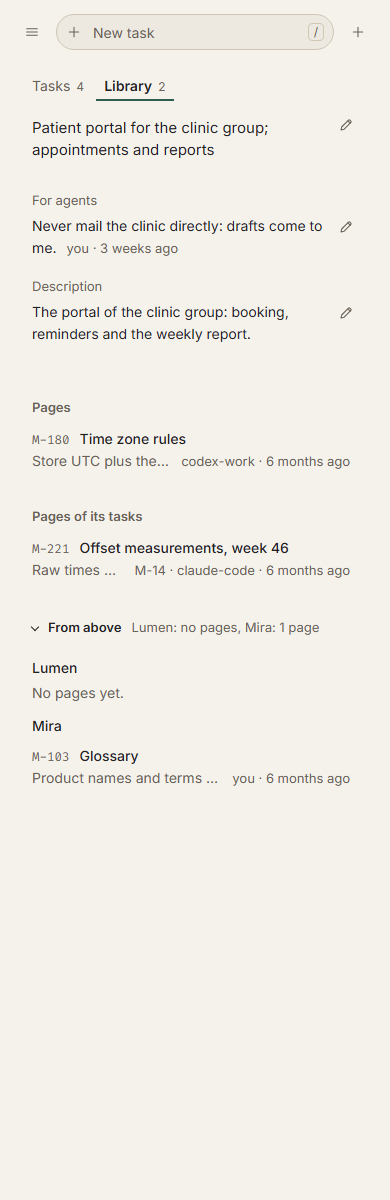 New task /
Tasks 4 Library 2
Patient portal for the clinic group;
appointments and reports
For agents
Never mail the clinic directly: drafts come to
me. you · 3 weeks ago
Description
The portal of the clinic group: booking,
reminders and the weekly report.
Pages
M-180 Time zone rules
Store UTC plus the... codex-work · 6 months ago
Pages of its tasks
M-221 Offset measurements, week 46
Raw times ... M-14 · claude-code · 6 months ago
From above Lumen: no pages, Mira: 1 page
Lumen
No pages yet.
Mira
M-103 Glossary
Product names and terms ... you · 6 months ago